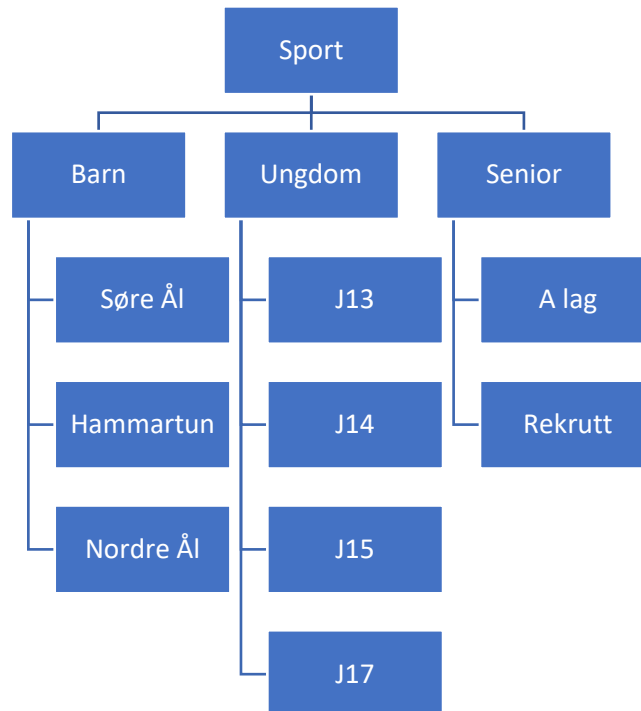 Sport
Barn
Ungdom
Senior
Søre Ål
J13
A lag
Hammartun
J14
Rekrutt
Nordre Ål
J15
J17